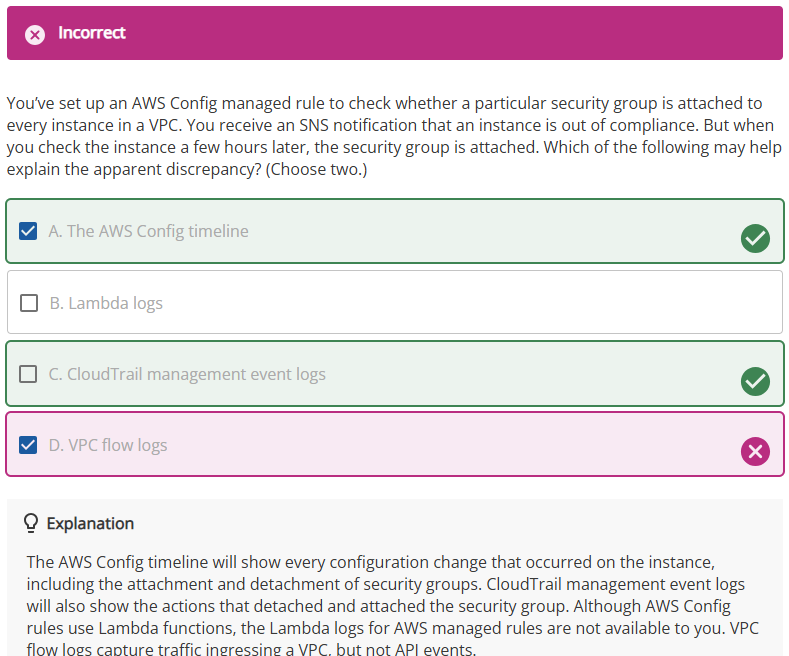 Incorrect
You’ve set up an AWS Config managed rule to check whether a particular security group is attached to
every instance in a VPC. You receive an SNS notification that an instance is out of compliance. But when
you check the instance a few hours later, the security group is attached. Which of the following may help
explain the apparent discrepancy? (Choose two.)
A. The AWS Config timeline
B. Lambda logs
C. CloudTrail management event logs
D. VPC flow logs
Explanation
The AWS Config timeline will show every configuration change that occurred on the instance,
including the attachment and detachment of security groups. CloudTrail management event logs
will also show the actions that detached and attached the security group. Although AWS Config
rules use Lambda functions, the Lambda logs for AWS managed rules are not available to you. VPC
flow logs capture traffic ingressing a VPC, but not API events.